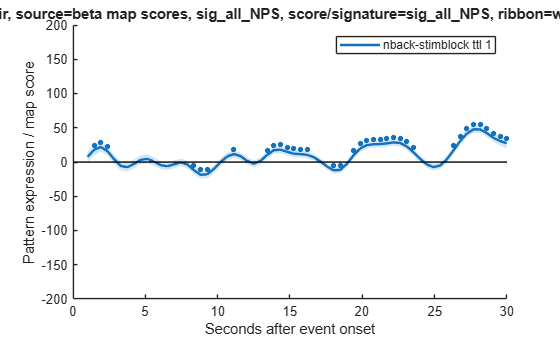 ir, source=beta map scores, sig_all_NPS, score/signature=sig_all_NPS, ribbon=w
nback-stimblock ttl 1
Pattern expression / map score
200
150
100
50
0
-50
-100
-150
-200
0 5 10 15 20 25 30
Seconds after event onset